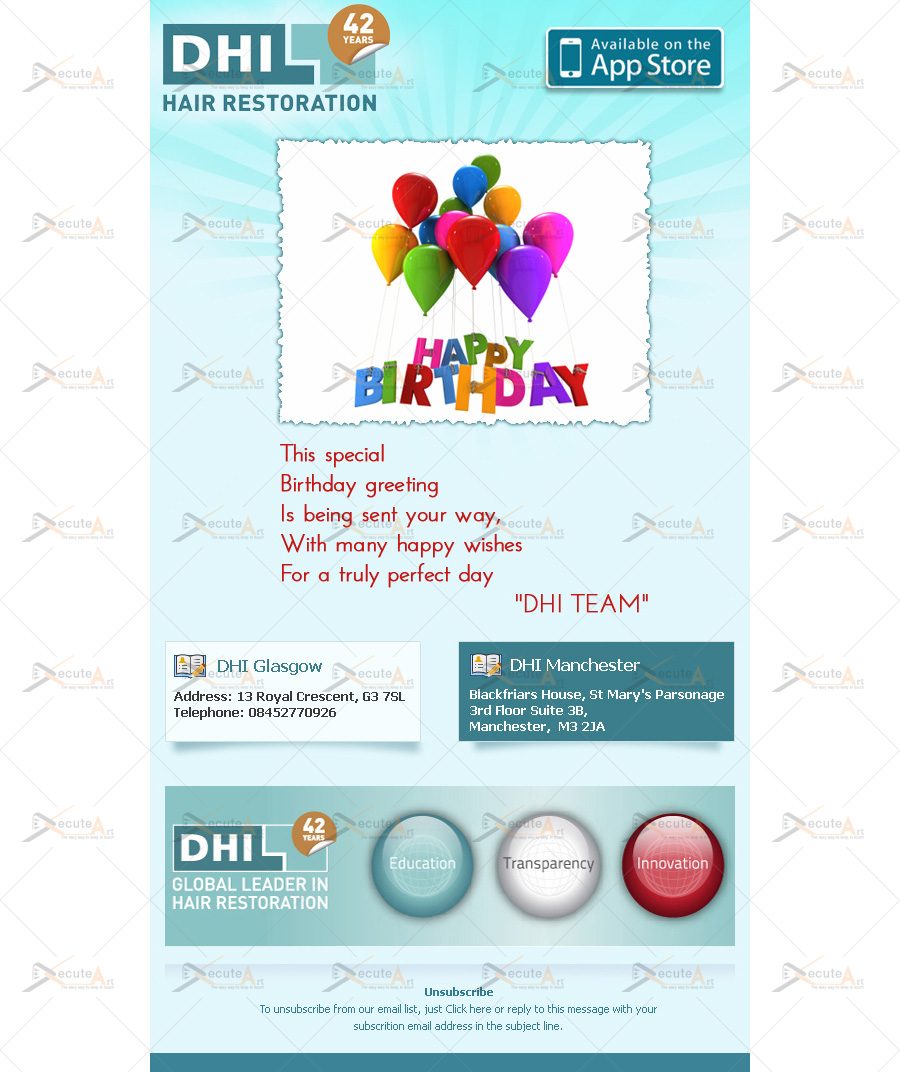 DHI
42
YEARS
HAIR RESTORATION
Available on the
App Store
HAPPY
BIRTHDAY
This special
Birthday greeting
Is being sent your way,
With many happy wishes
For a truly perfect day
"DHI TEAM"
DHI Glasgow
Address: 13 Royal Crescent, G3 7SL
Telephone: 08452770926
DHI Manchester
Blackfriars House, St Mary's Parsonage
3rd Floor Suite 3B,
Manchester, M3 2JA
DHI
42
YEARS
GLOBAL LEADER IN
HAIR RESTORATION
Education
Transparency
Innovation
Unsubscribe
To unsubscribe from our email list, just Click here or reply to this message with your
subscrition email address in the subject line.